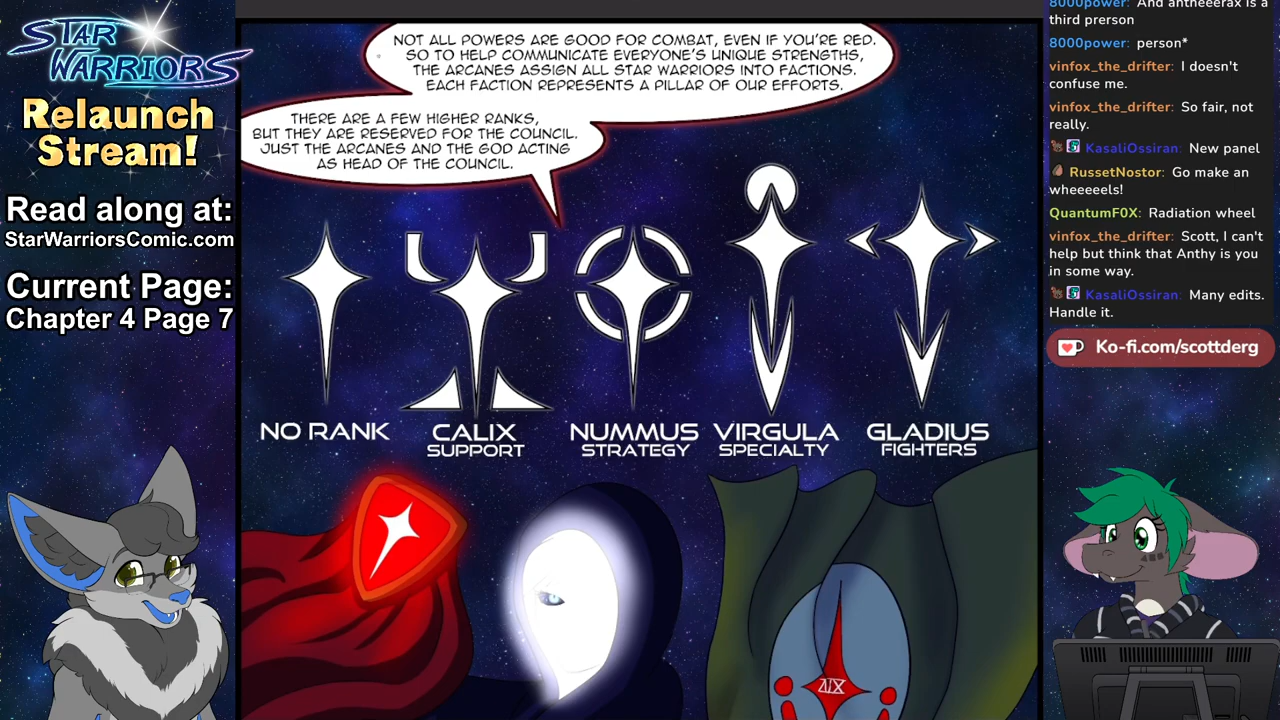 STAR
WARRIORS
Relaunch
Stream!
Read along at:
StarWarriorsComic.com
Current Page:
Chapter 4 Page 7
NOT ALL POWERS ARE GOOD FOR COMBAT, EVEN IF YOU'RE RED.
SO TO HELP COMMUNICATE EVERYONE'S UNIQUE STRENGTHS,
THE ARCANES ASSIGN ALL STAR WARRIORS INTO FACTIONS.
EACH FACTION REPRESENTS A PILLAR OF OUR EFFORTS.
THERE ARE A FEW HIGHER RANKS,
BUT THEY ARE RESERVED FOR THE COUNCIL.
JUST THE ARCANES AND THE GOD ACTING
AS HEAD OF THE COUNCIL.
NO RANK
CALIX
SUPPORT
NUMMUS
STRATEGY
VIRGULA
SPECIALTY
GLADIUS
FIGHTERS
8000power: And antheeerax is a
third prerson
8000power: person*
vinfox_the_drifter: I doesn't
confuse me.
vinfox_the_drifter: So fair, not
really.
KasaliOssiran: New panel
RussetNostor: Go make an
wheeeeels!
QuantumF0X: Radiation wheel
vinfox_the_drifter: Scott, I can't
help but think that Anthy is you
in some way.
KasaliOssiran: Many edits.
Handle it.
Ko-fi.com/scottderg